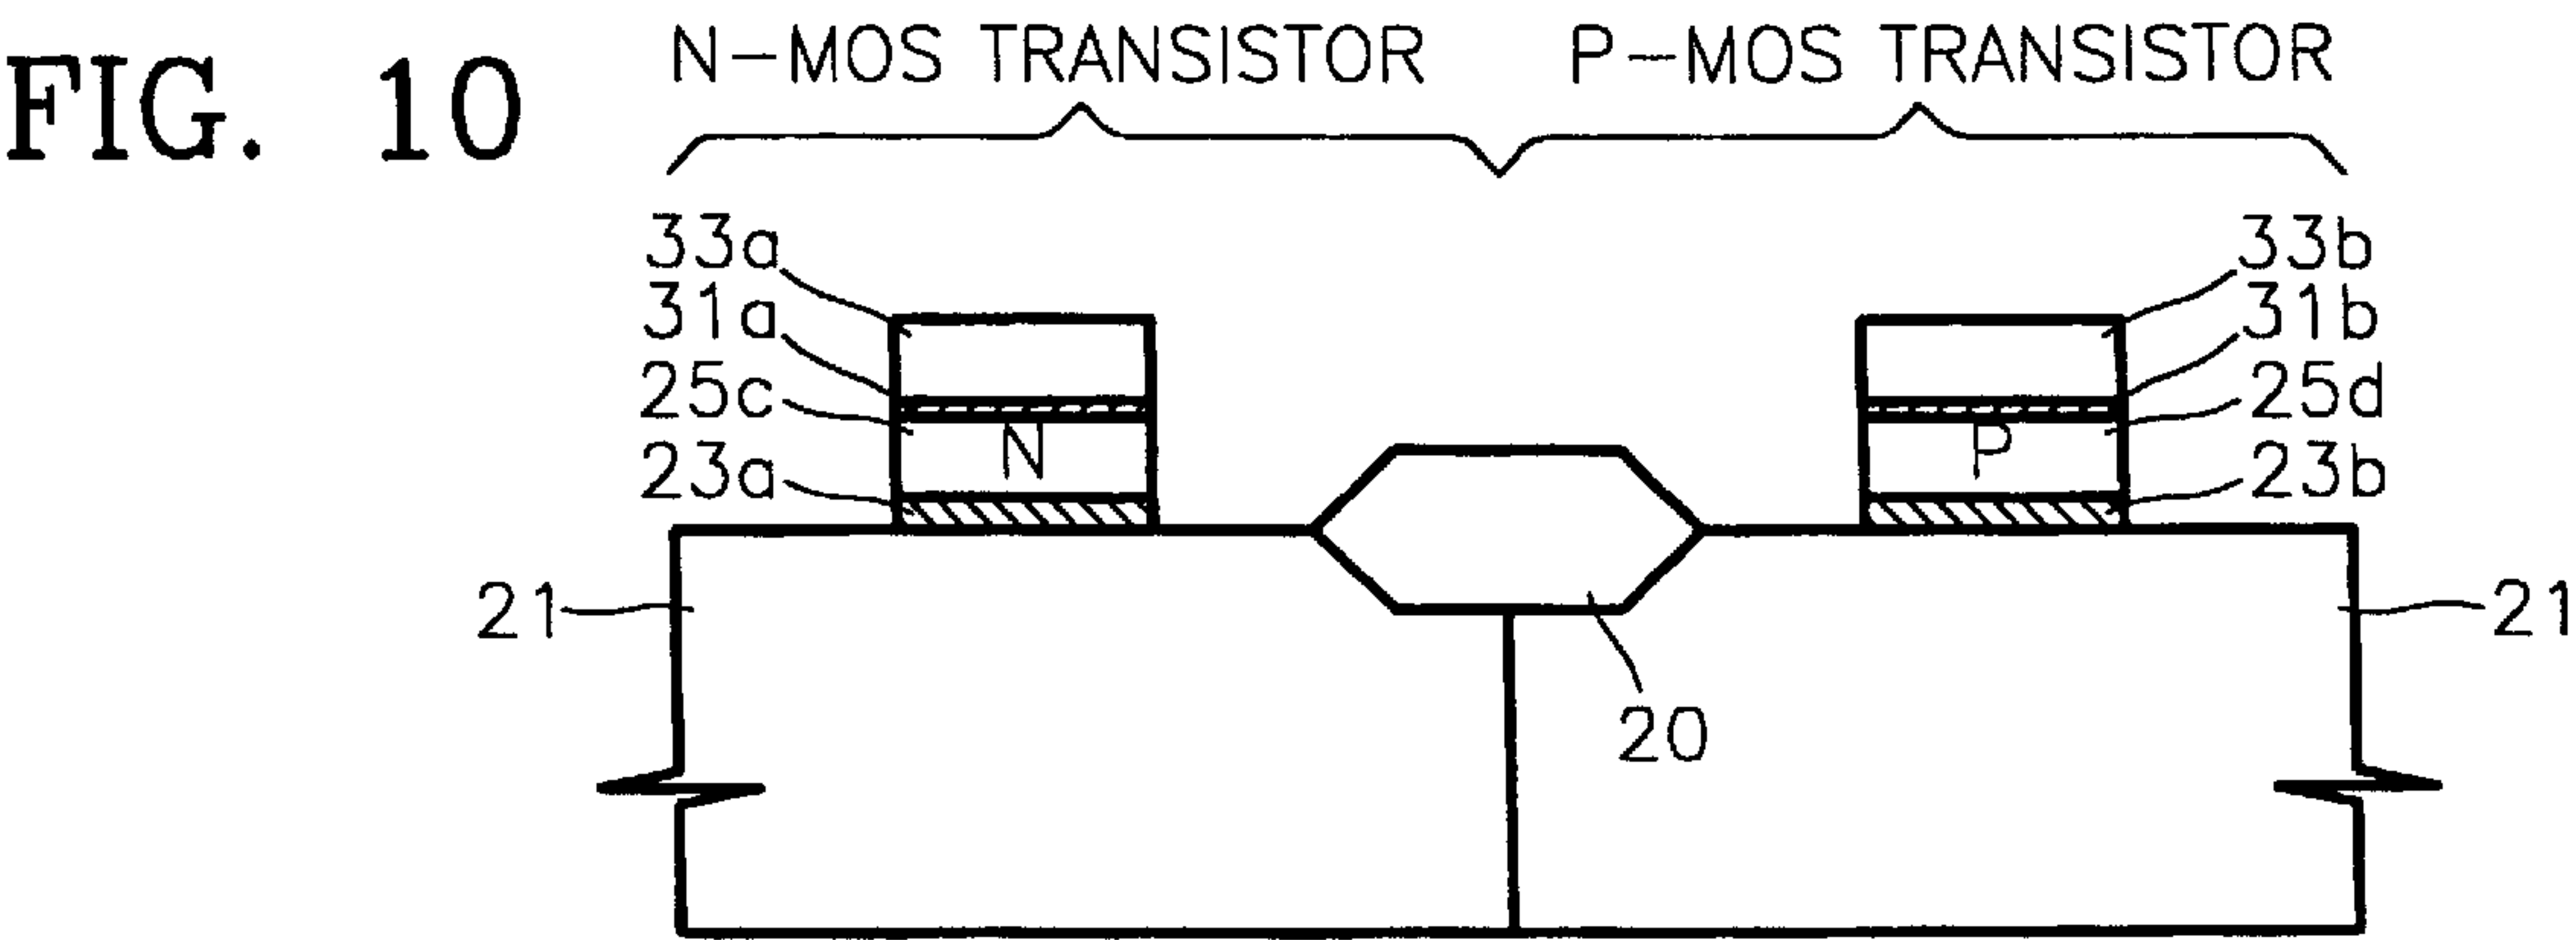 FIG. 10
N-MOS TRANSISTOR P-MOS TRANSISTOR
33a 33b
31a 31b
25c 25d
N P
23a 23b
21 21
20